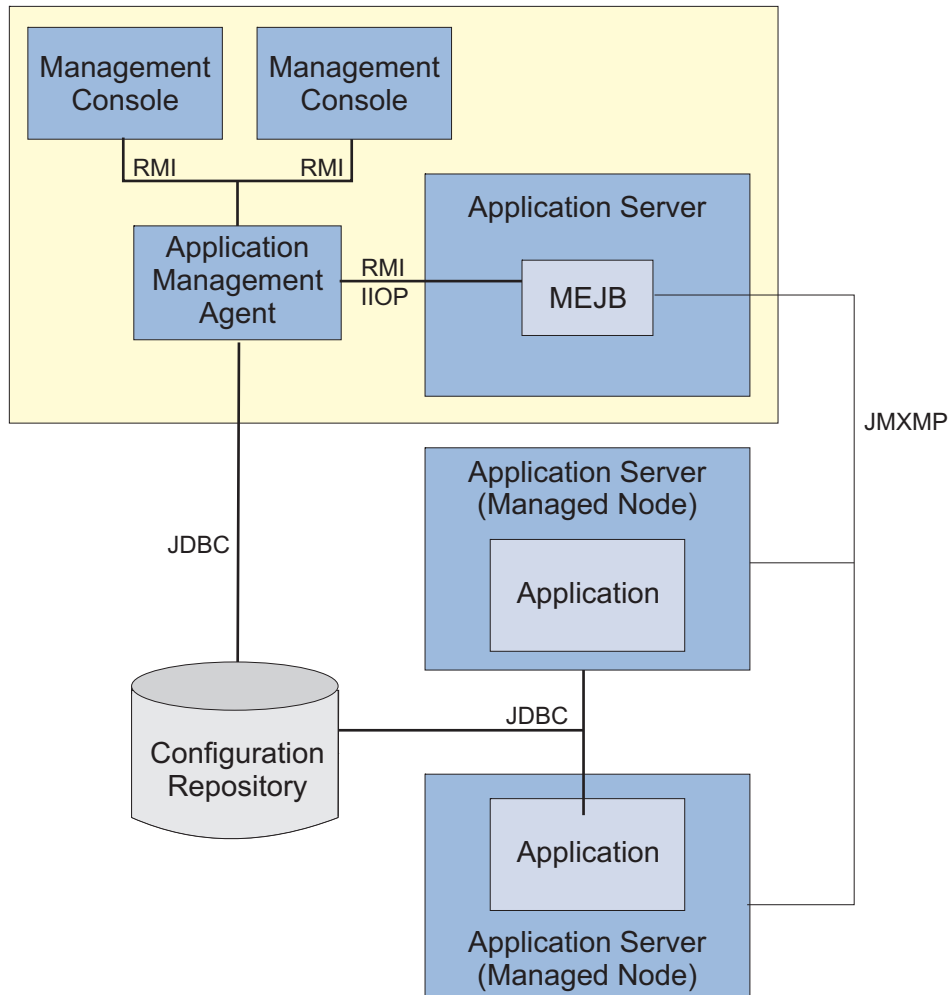 Management
Console
Management
Console
RMI
RMI
Application Server
Application
Management
Agent
RMI
IIOP
MEJB
JMXMP
Application Server
(Managed Node)
JDBC
Application
JDBC
Configuration
Repository
Application
Application Server
(Managed Node)